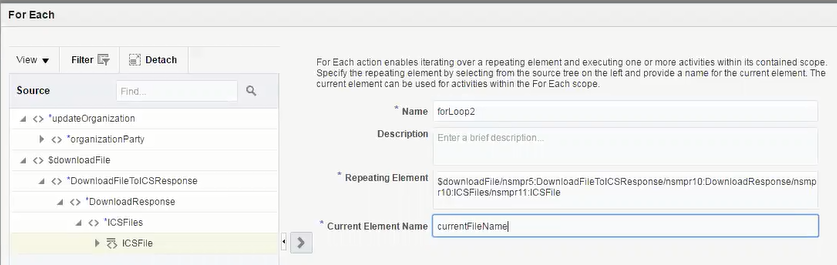 For Each
View Filter Detach
Source Find...
*updateOrganization
*organizationParty
$downloadFile
*DownloadFileToICSResponse
*DownloadResponse
*ICSFiles
ICSFile
For Each action enables iterating over a repeating element and executing one or more activities within its contained scope.
Specify the repeating element by selecting from the source tree on the left and provide a name for the current element. The
current element can be used for activities within the For Each scope.
* Name forLoop2
Description Enter a brief description...
* Repeating Element $downloadFile/nsmpr5:DownloadFileToICSResponse/nsmpr10:DownloadResponse/nsmp
r10:ICSFiles/nsmpr11:ICSFile
* Current Element Name currentFileName